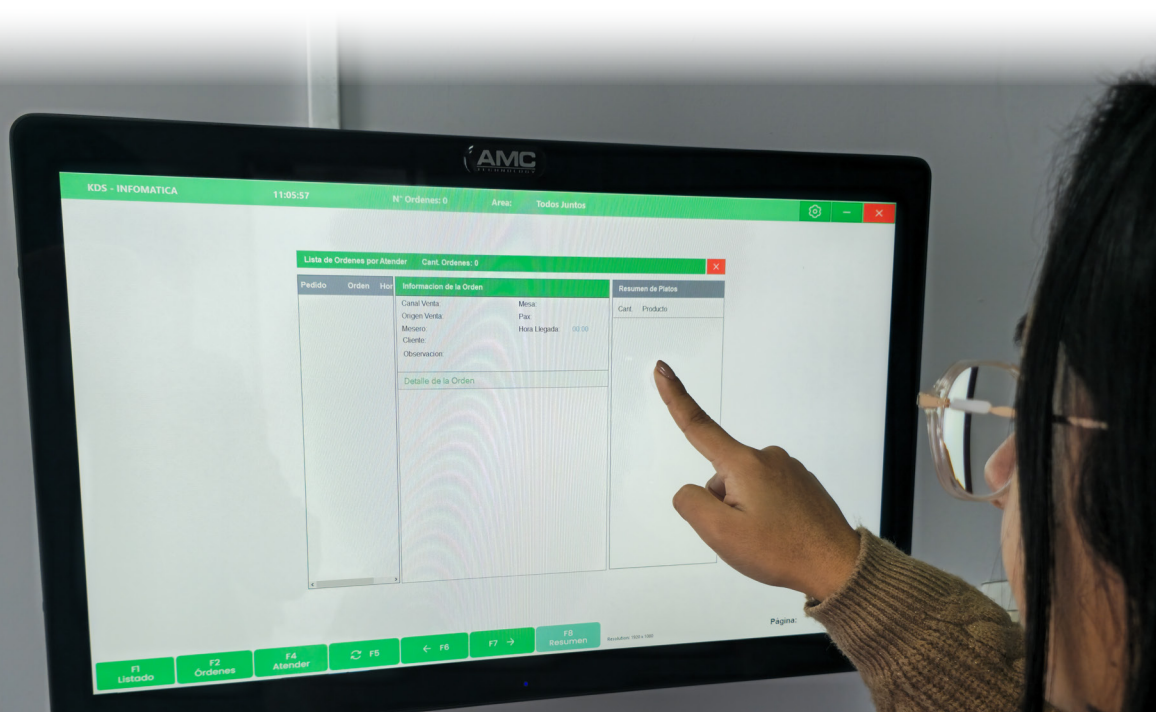 AMC
TECHNOLOGY
KDS - INFOMATICA 11:05:57 N° Ordenes: 0 Area: Todos Juntos
Lista de Ordenes por Atender Cant. Ordenes: 0
Pedido Orden Hor Informacion de la Orden Resumen de Platos
Canal Venta: Mesa:
Origen Venta: Pax:
Mesero: Hora Llegada: 00:00
Cliente:
Observacion:
Cant. Producto
Detalle de la Orden
Página:
F1 Listado
F2 Órdenes
F4 Atender
F5
← F6
F7 →
F8 Resumen